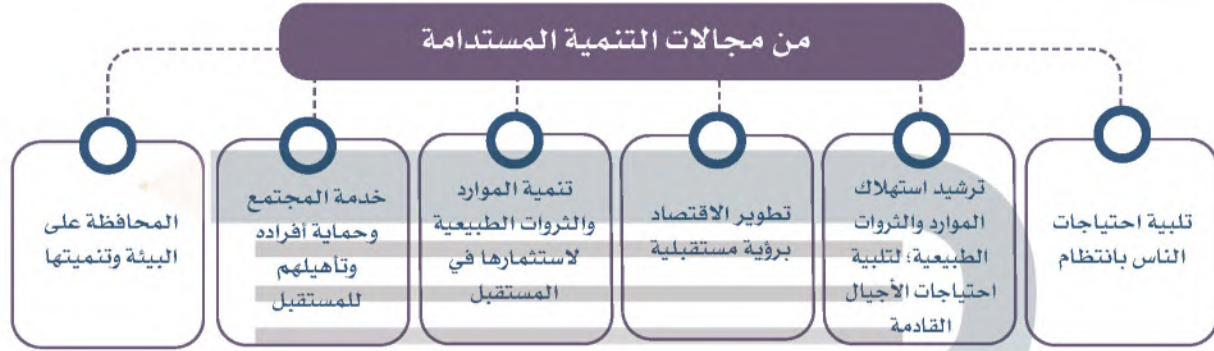 من مجالات التنمية المستدامة
تلبية احتياجات
الناس بانتظام
ترشيد استهلاك
الموارد والثروات
الطبيعية؛ لتلبية
احتياجات الأجيال
القادمة
تطوير الاقتصاد
برؤية مستقبلية
تنمية الموارد
والثروات الطبيعية
لاستثمارها في
المستقبل
خدمة المجتمع
وحماية أفراده
وتأهيلهم
للمستقبل
المحافظة على
البيئة وتنميتها